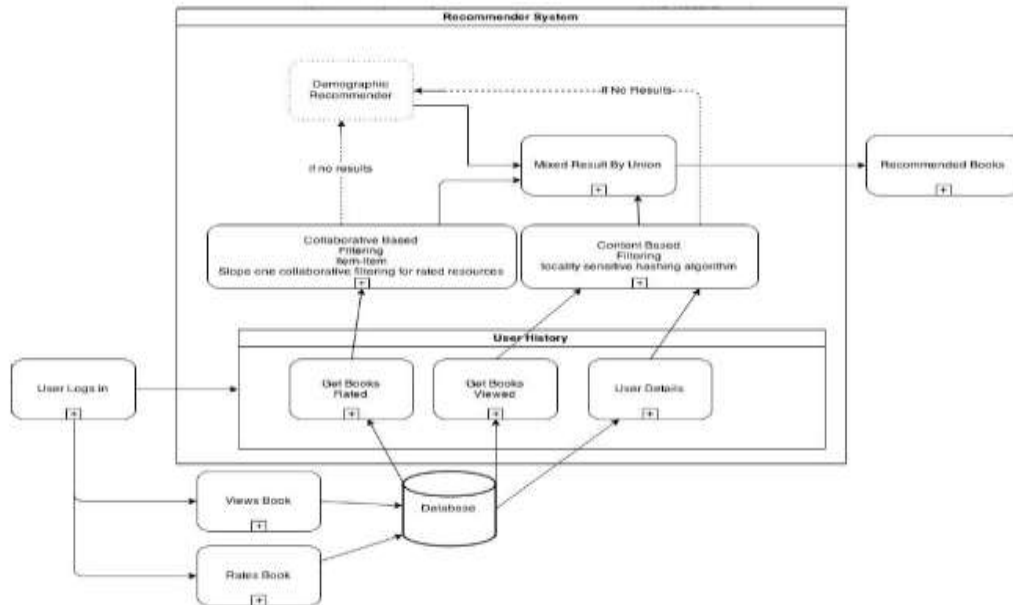 Recommender System
Demographic
Recommender
If No Results
if no results
Mixed Result By Union
Recommended Books
Collaborative Based
Filtering
Item-Item
Slope one collaborative filtering for rated resources
Content Based
Filtering
locality sensitive hashing algorithm
User History
User Logs in
Get Books
Rated
Get Books
Viewed
User Details
Views Book
Database
Rates Book